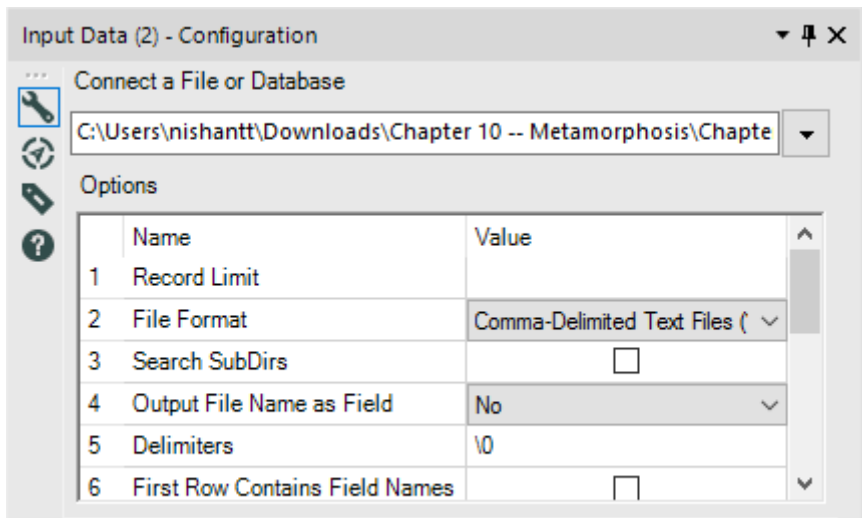 Input Data (2) - Configuration
Connect a File or Database
C:\Users\nishantt\Downloads\Chapter 10 -- Metamorphosis\Chapte
Options
Name Value
1 Record Limit
2 File Format Comma-Delimited Text Files (
3 Search SubDirs
4 Output File Name as Field No
5 Delimiters \0
6 First Row Contains Field Names